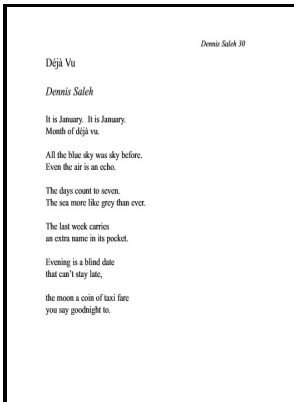 Dennis Saleh 30
Déjà Vu
Dennis Saleh
It is January.  It is January.
Month of déjà vu.
All the blue sky was sky before.
Even the air is an echo.
The days count to seven.
The sea more like grey than ever.
The last week carries
an extra name in its pocket.
Evening is a blind date
that can't stay late,
the moon a coin of taxi fare
you say goodnight to.